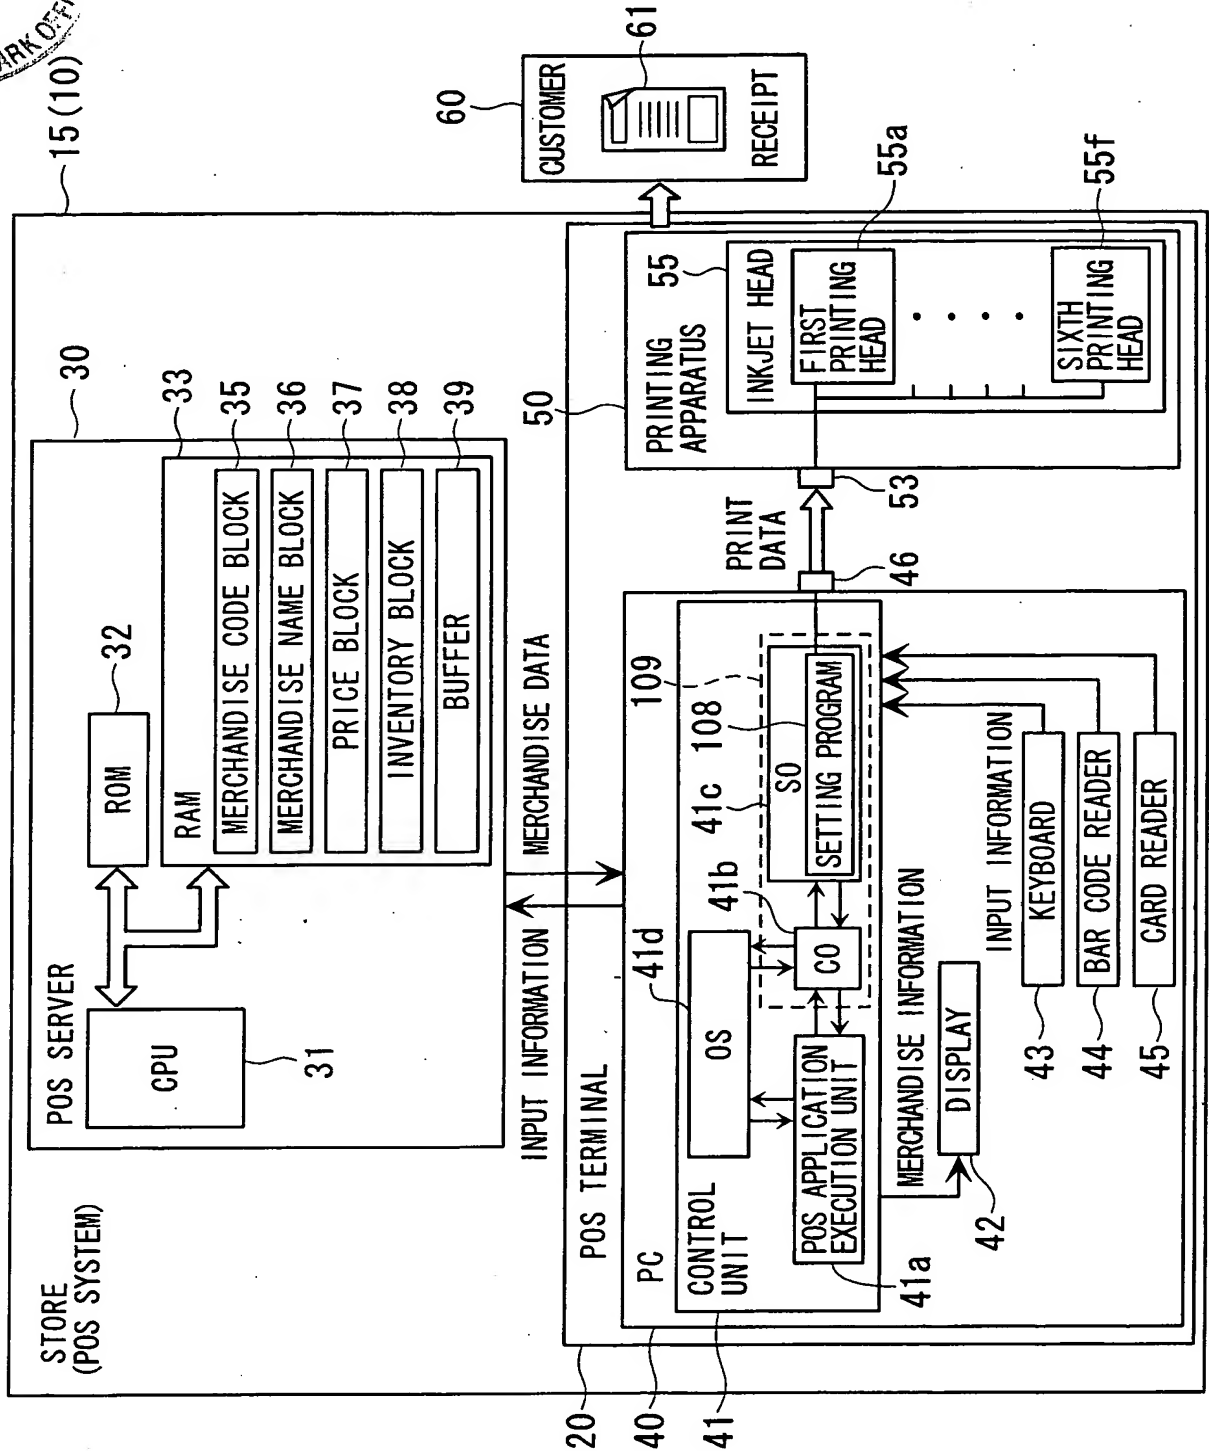 15(10)
STORE
(POS SYSTEM)
POS SERVER
30
CPU
31
ROM
32
RAM
33
MERCHANDISE CODE BLOCK
35
MERCHANDISE NAME BLOCK
36
PRICE BLOCK
37
INVENTORY BLOCK
38
BUFFER
39
INPUT INFORMATION
MERCHANDISE DATA
CUSTOMER
60
61
RECEIPT
20
POS TERMINAL
40
PC
41
CONTROL
UNIT
OS
41d
POS APPLICATION
EXECUTION UNIT
41a
CO
41b
SO
41c
SETTING PROGRAM
108
109
46
PRINT
DATA
53
50
PRINTING
APPARATUS
55
INKJET HEAD
FIRST
PRINTING
HEAD
55a
SIXTH
PRINTING
HEAD
55f
MERCHANDISE INFORMATION
DISPLAY
42
INPUT INFORMATION
KEYBOARD
43
BAR CODE READER
44
CARD READER
45